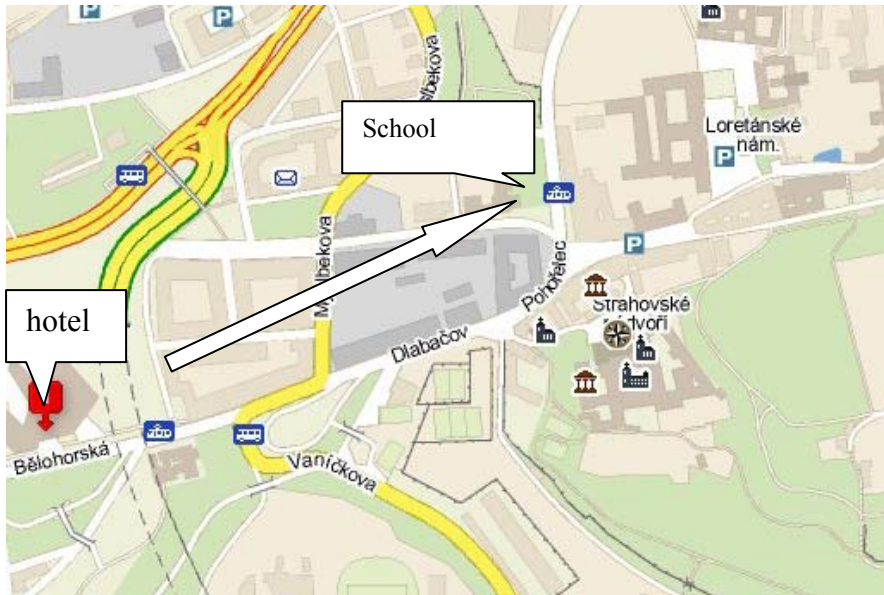 P
P
Myslbekova
School
Loretánské
nám.
P
Myslbekova
P
Pohořelec
hotel
Strahovské
nádvoří
Dlabačov
Bělohorská
Vaníčkova